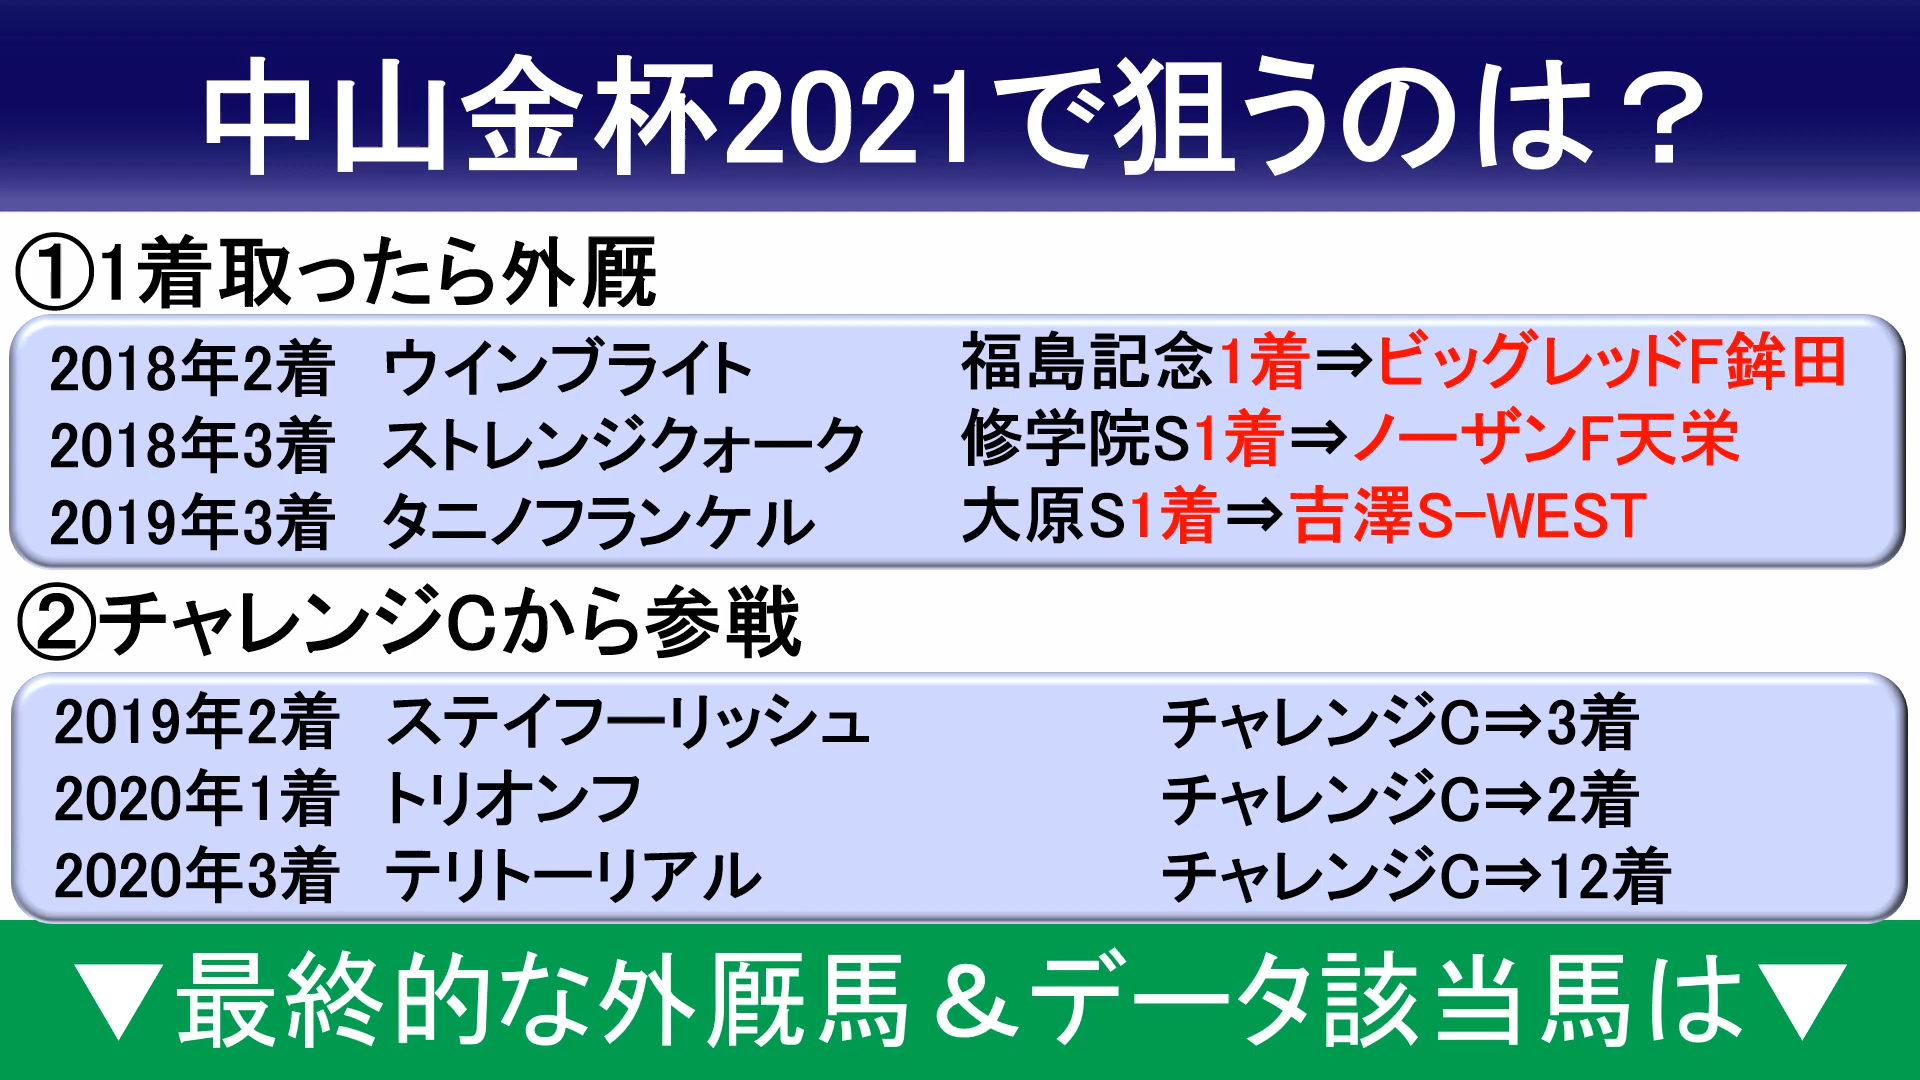 中山金杯2021で狙うのは？
①1着取ったら外厩
2018年2着　ウインブライト　福島記念1着⇒ビッグレッドF鉾田
2018年3着　ストレンジクォーク　修学院S1着⇒ノーザンF天栄
2019年3着　タニノフランケル　大原S1着⇒吉澤S-WEST
②チャレンジCから参戦
2019年2着　ステイフーリッシュ　チャレンジC⇒3着
2020年1着　トリオンフ　チャレンジC⇒2着
2020年3着　テリトーリアル　チャレンジC⇒12着
▼最終的な外厩馬＆データ該当馬は▼